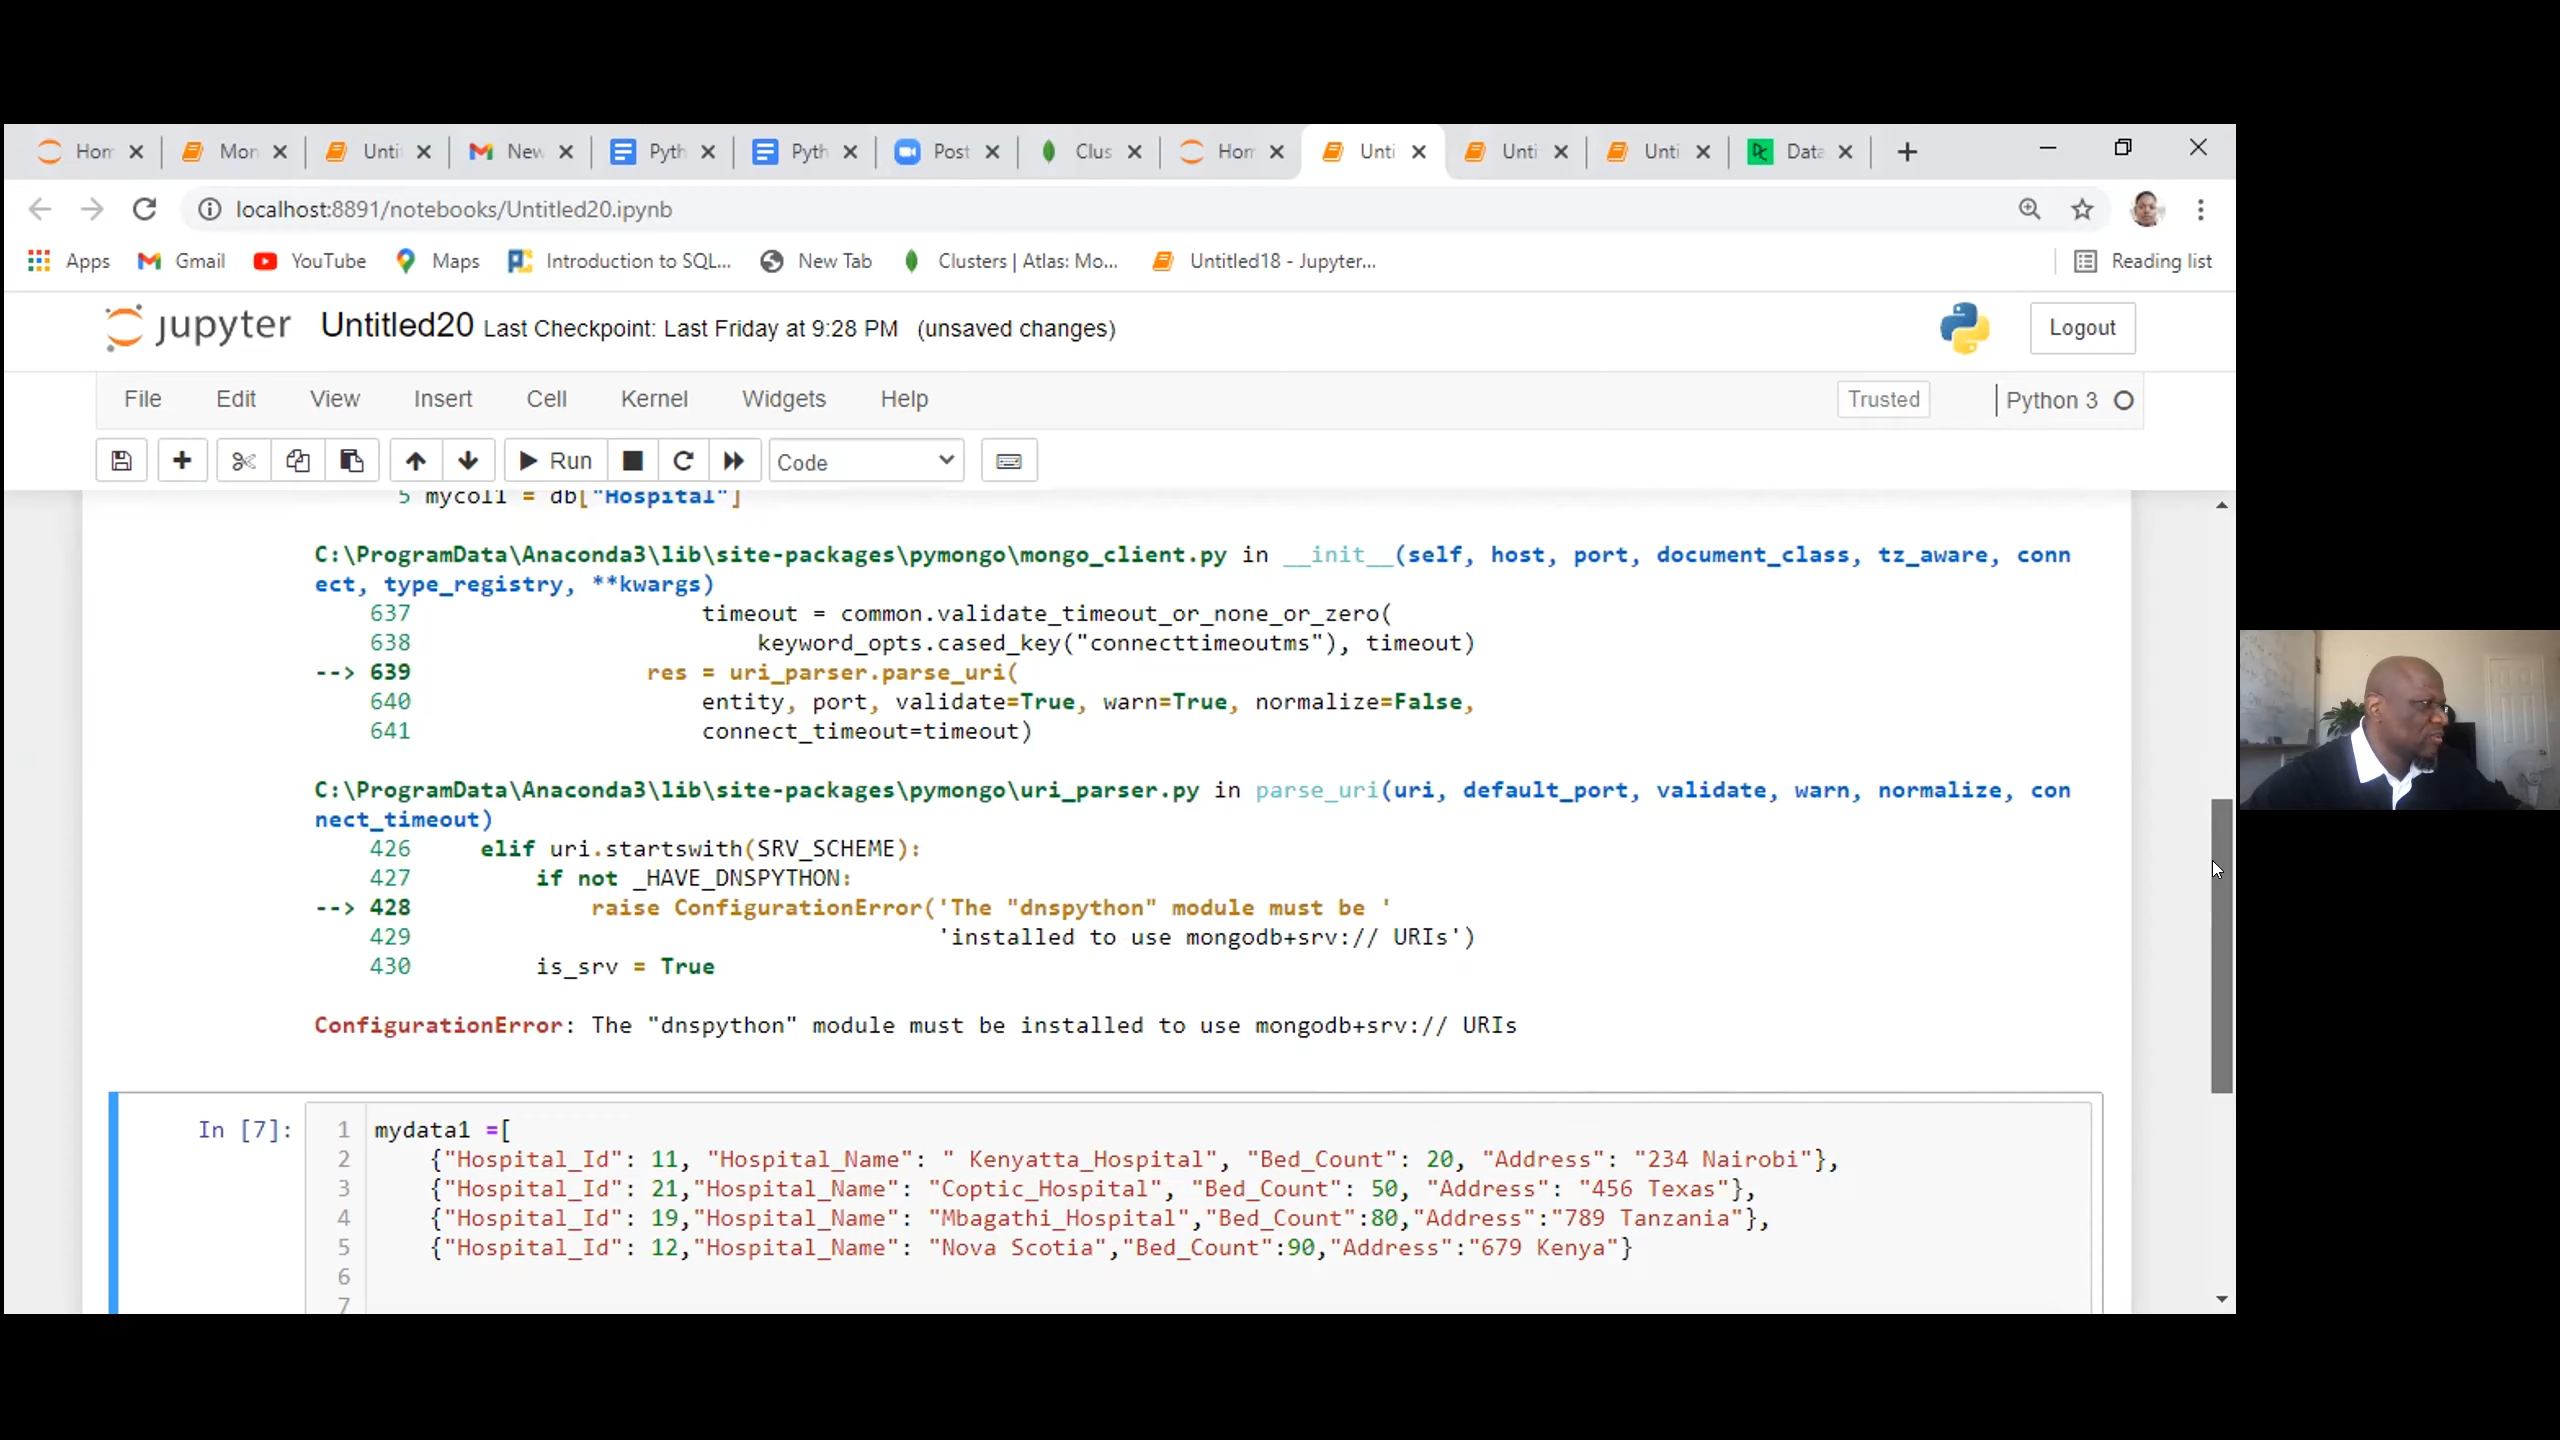 Hom
Mon
Unti
New
Pyth
Pyth
Post
Clus
Hom
Unti
Unti
Unti
Data
localhost:8891/notebooks/Untitled20.ipynb
Apps Gmail YouTube Maps Introduction to SQL... New Tab Clusters | Atlas: Mo... Untitled18 - Jupyter... Reading list
jupyter Untitled20 Last Checkpoint: Last Friday at 9:28 PM (unsaved changes) Logout
File Edit View Insert Cell Kernel Widgets Help Trusted Python 3
Run Code
5 mycol1 = db["Hospital"]
C:\ProgramData\Anaconda3\lib\site-packages\pymongo\mongo_client.py in __init__(self, host, port, document_class, tz_aware, conn
ect, type_registry, **kwargs)
637 timeout = common.validate_timeout_or_none_or_zero(
638 keyword_opts.cased_key("connecttimeoutms"), timeout)
--> 639 res = uri_parser.parse_uri(
640 entity, port, validate=True, warn=True, normalize=False,
641 connect_timeout=timeout)
C:\ProgramData\Anaconda3\lib\site-packages\pymongo\uri_parser.py in parse_uri(uri, default_port, validate, warn, normalize, con
nect_timeout)
426 elif uri.startswith(SRV_SCHEME):
427 if not _HAVE_DNSPYTHON:
--> 428 raise ConfigurationError('The "dnspython" module must be '
429 'installed to use mongodb+srv:// URIs')
430 is_srv = True
ConfigurationError: The "dnspython" module must be installed to use mongodb+srv:// URIs
In [7]: 1 mydata1 =[
2 {"Hospital_Id": 11, "Hospital_Name": " Kenyatta_Hospital", "Bed_Count": 20, "Address": "234 Nairobi"},
3 {"Hospital_Id": 21,"Hospital_Name": "Coptic_Hospital", "Bed_Count": 50, "Address": "456 Texas"},
4 {"Hospital_Id": 19,"Hospital_Name": "Mbagathi_Hospital","Bed_Count":80,"Address":"789 Tanzania"},
5 {"Hospital_Id": 12,"Hospital_Name": "Nova Scotia","Bed_Count":90,"Address":"679 Kenya"}
6
7